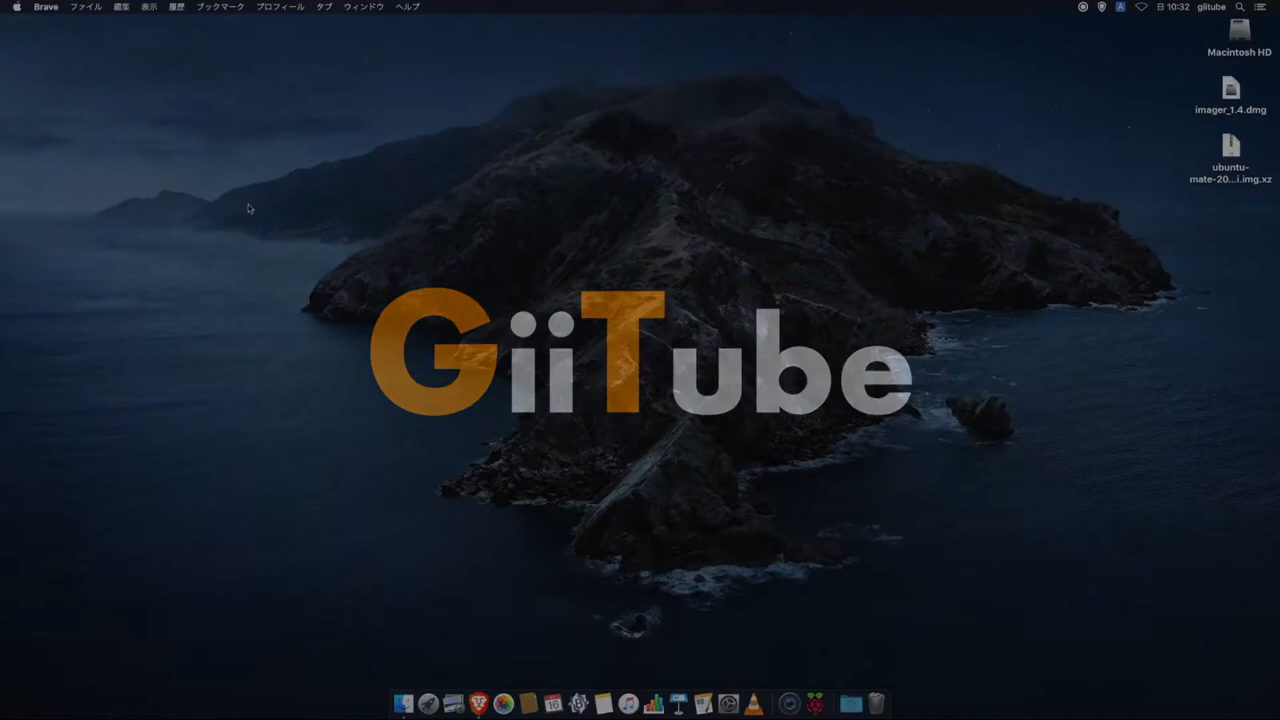 Brave ファイル 編集 表示 履歴 ブックマーク プロフィール タブ ウィンドウ ヘルプ
A 日10:32 giitube
Macintosh HD
imager_1.4.dmg
ubuntu-
mate-20...i.img.xz
GiiTube
16